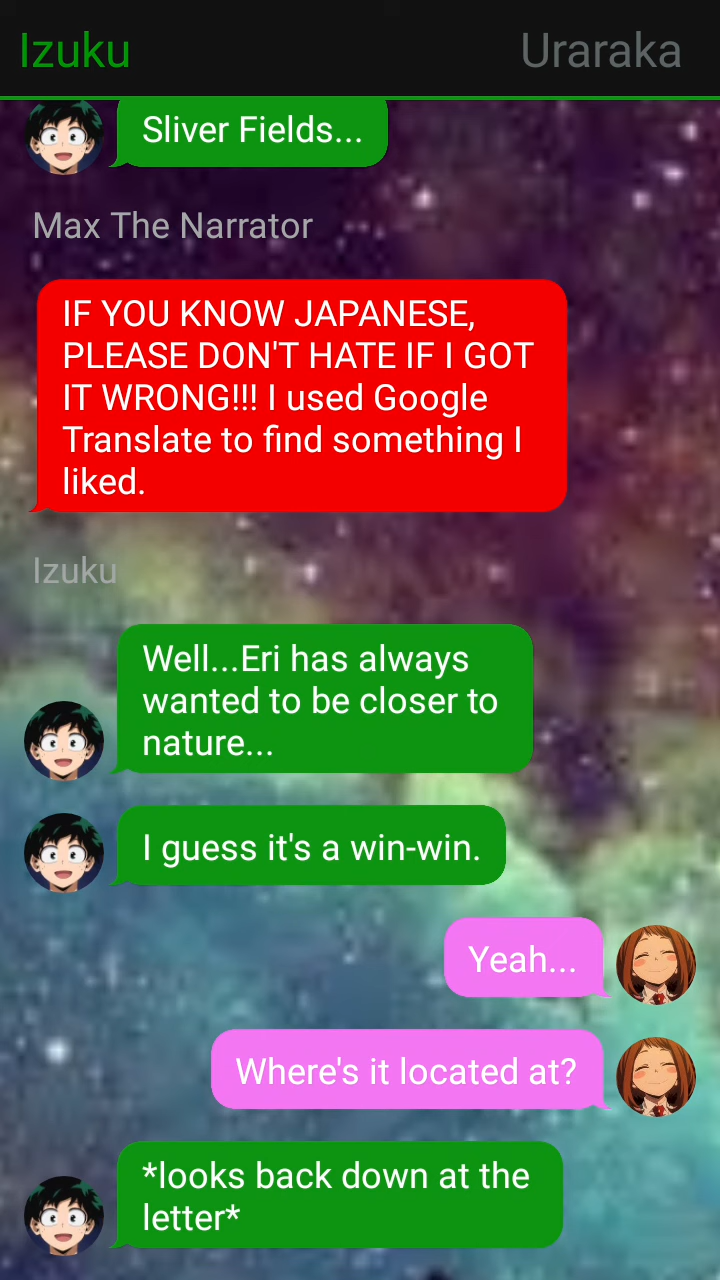 Izuku
Uraraka
Sliver Fields...
Max The Narrator
IF YOU KNOW JAPANESE,
PLEASE DON'T HATE IF I GOT
IT WRONG!!! I used Google
Translate to find something I
liked.
Izuku
Well...Eri has always
wanted to be closer to
nature...
I guess it's a win-win.
Yeah...
Where's it located at?
*looks back down at the
letter*